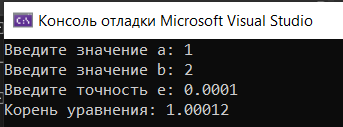 Консоль отладки Microsoft Visual Studio
Введите значение a: 1
Введите значение b: 2
Введите точность e: 0.0001
Корень уравнения: 1.00012